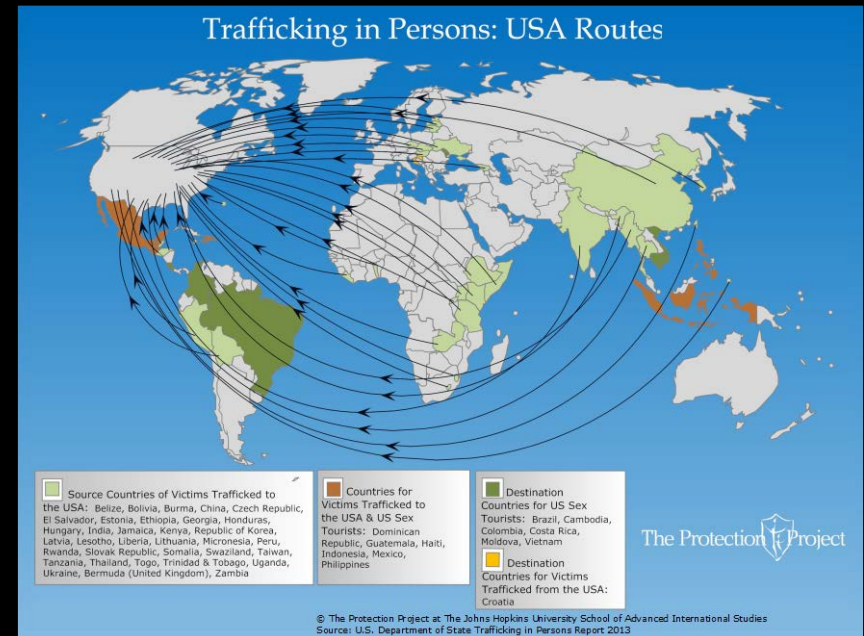 Trafficking in Persons: USA Routes
Source Countries of Victims Trafficked to
the USA: Belize, Bolivia, Burma, China, Czech Republic,
El Salvador, Estonia, Ethiopia, Georgia, Honduras,
Hungary, India, Jamaica, Kenya, Republic of Korea,
Latvia, Lesotho, Liberia, Lithuania, Micronesia, Peru,
Rwanda, Slovak Republic, Somalia, Swaziland, Taiwan,
Tanzania, Thailand, Togo, Trinidad & Tobago, Uganda,
Ukraine, Bermuda (United Kingdom), Zambia
Countries for
Victims Trafficked to
the USA & US Sex
Tourists: Dominican
Republic, Guatemala, Haiti,
Indonesia, Mexico,
Philippines
Destination
Countries for US Sex
Tourists: Brazil, Cambodia,
Colombia, Costa Rica,
Moldova, Vietnam
Destination
Countries for Victims
Trafficked from the USA:
Croatia
The Protection Project
© The Protection Project at The Johns Hopkins University School of Advanced International Studies
Source: U.S. Department of State Trafficking in Persons Report 2013